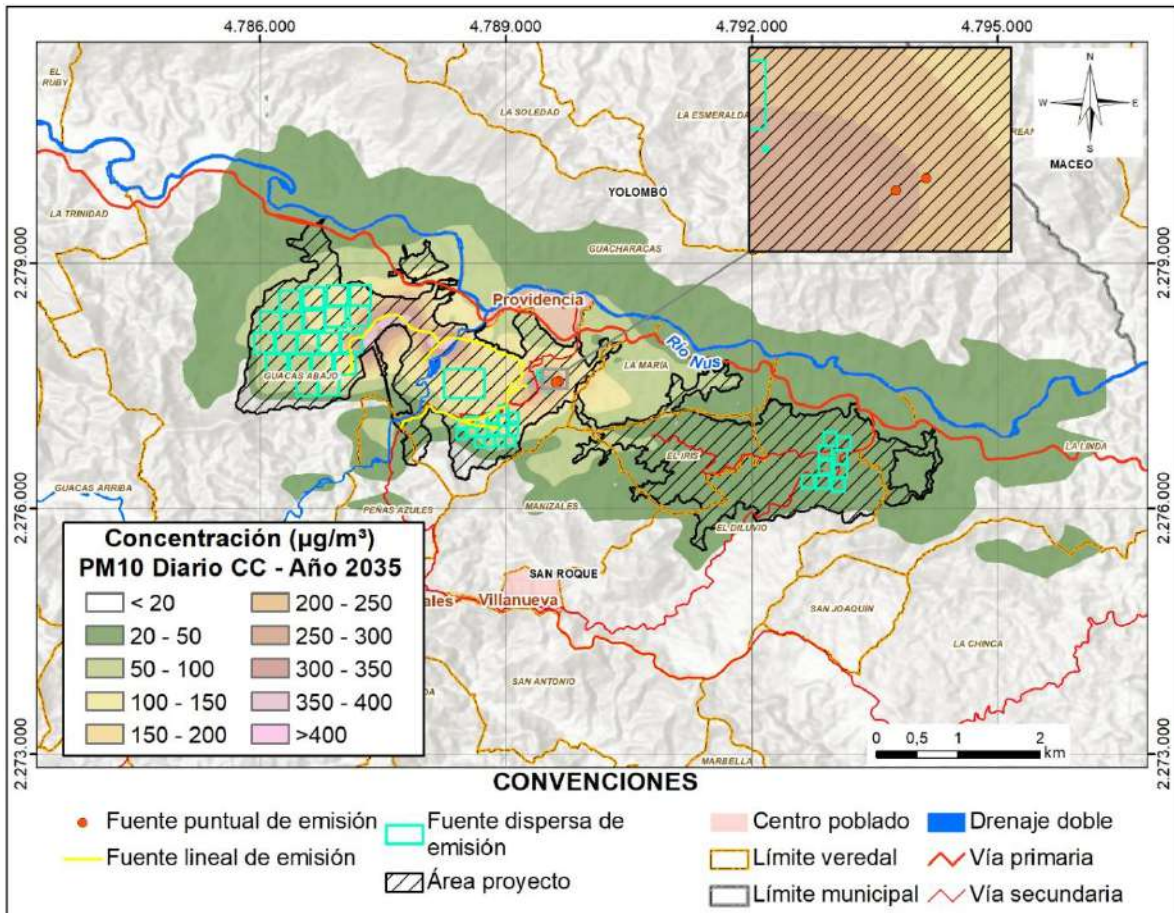 4.786.000
4.789.000
4.792.000
4.795.000
EL
RUBY
LA SOLEDAD
LA ESMERALDA
N
W
E
S
MACEO
YOLOMBÓ
LA TRINIDAD
GUACHARACAS
2.279.000
2.279.000
Providencia
Río Nus
LA MARÍA
GUACAS ABAJO
LA LINDA
EL IRIS
GUACAS ARRIBA
PEÑAS AZULES
MANIZALES
EL DILUVIO
2.276.000
2.276.000
SAN ROQUE
Villanueva
SAN JOAQUÍN
LA CHINCA
SAN ANTONIO
MARBELLA
2.273.000
2.273.000
Concentración (µg/m³)
PM10 Diario CC - Año 2035
< 20
200 - 250
20 - 50
250 - 300
50 - 100
300 - 350
100 - 150
350 - 400
150 - 200
>400
0 0,5 1 2
km
CONVENCIONES
Fuente puntual de emisión
Fuente lineal de emisión
Fuente dispersa de
emisión
Área proyecto
Centro poblado
Límite veredal
Límite municipal
Drenaje doble
Vía primaria
Vía secundaria